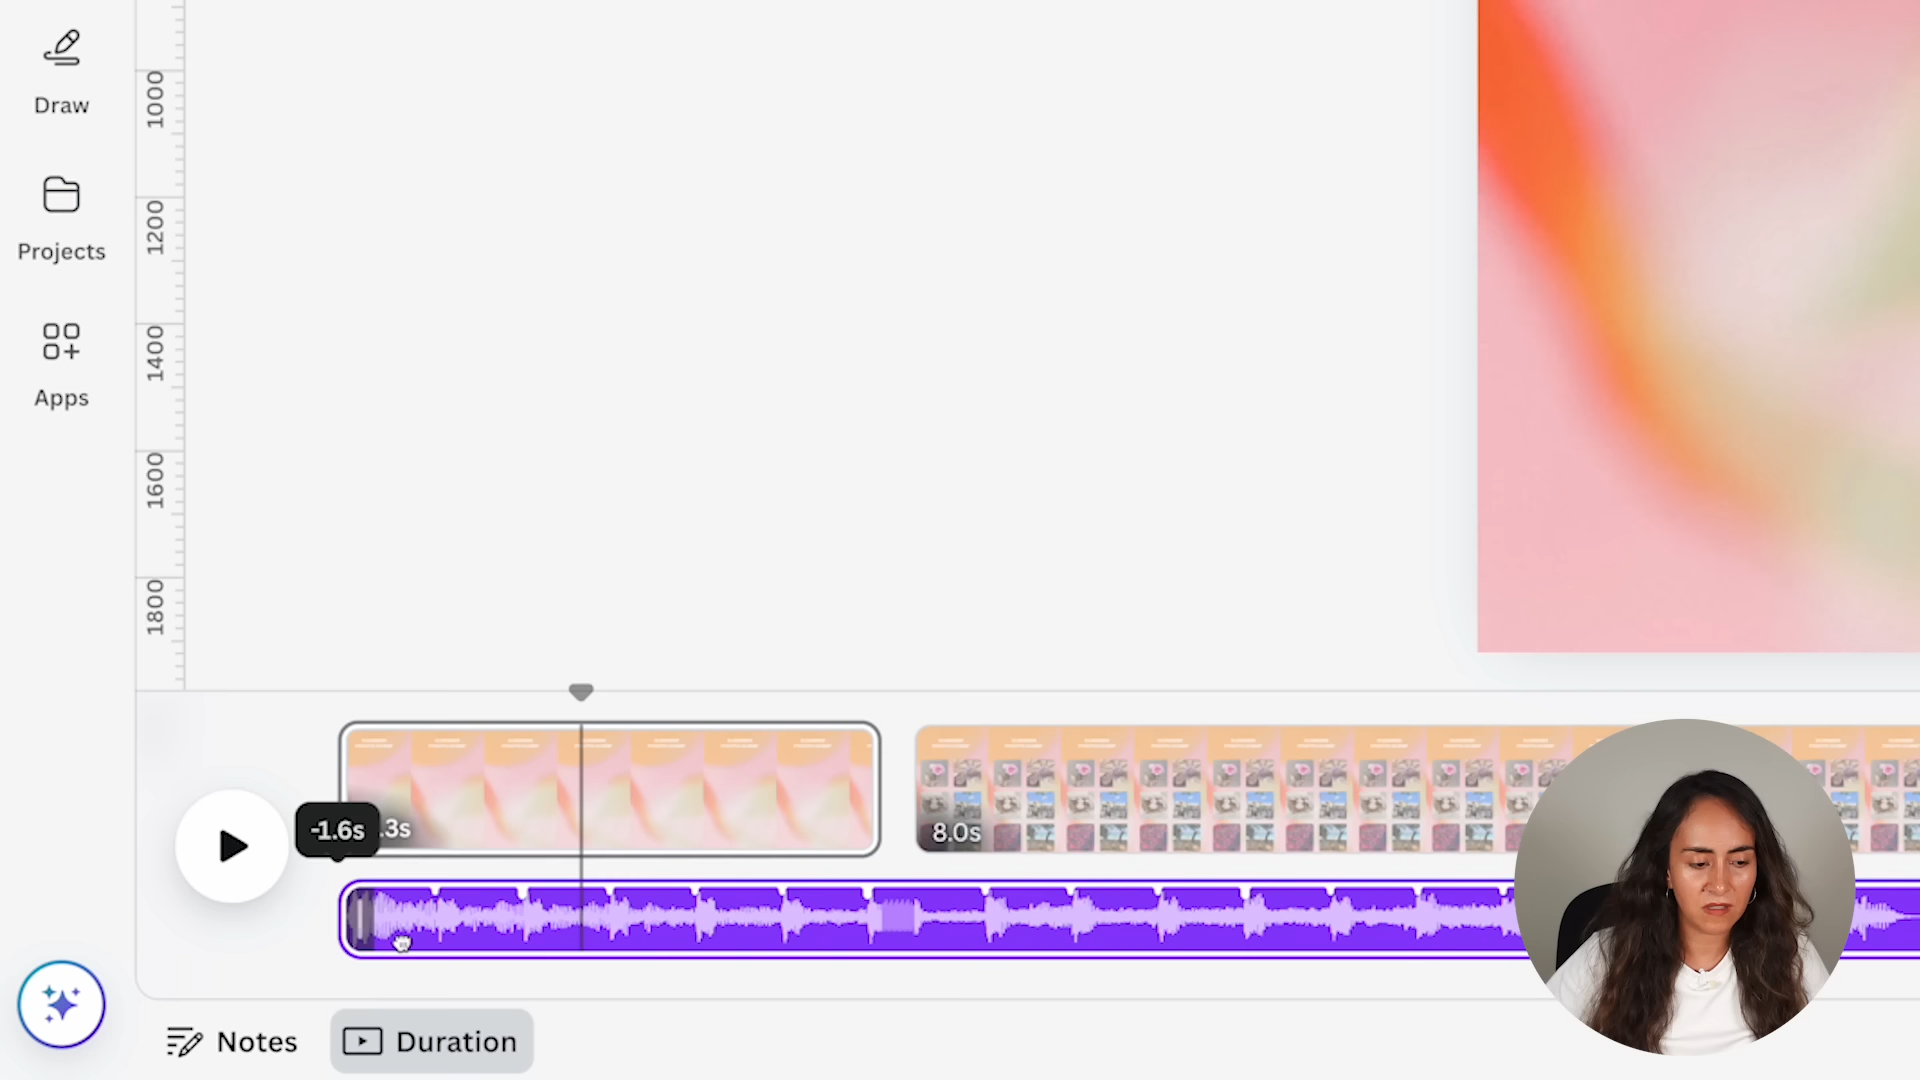 Draw
Projects
Apps
1000
1200
1400
1600
1800
-1.6s
.3s
8.0s
Notes
Duration